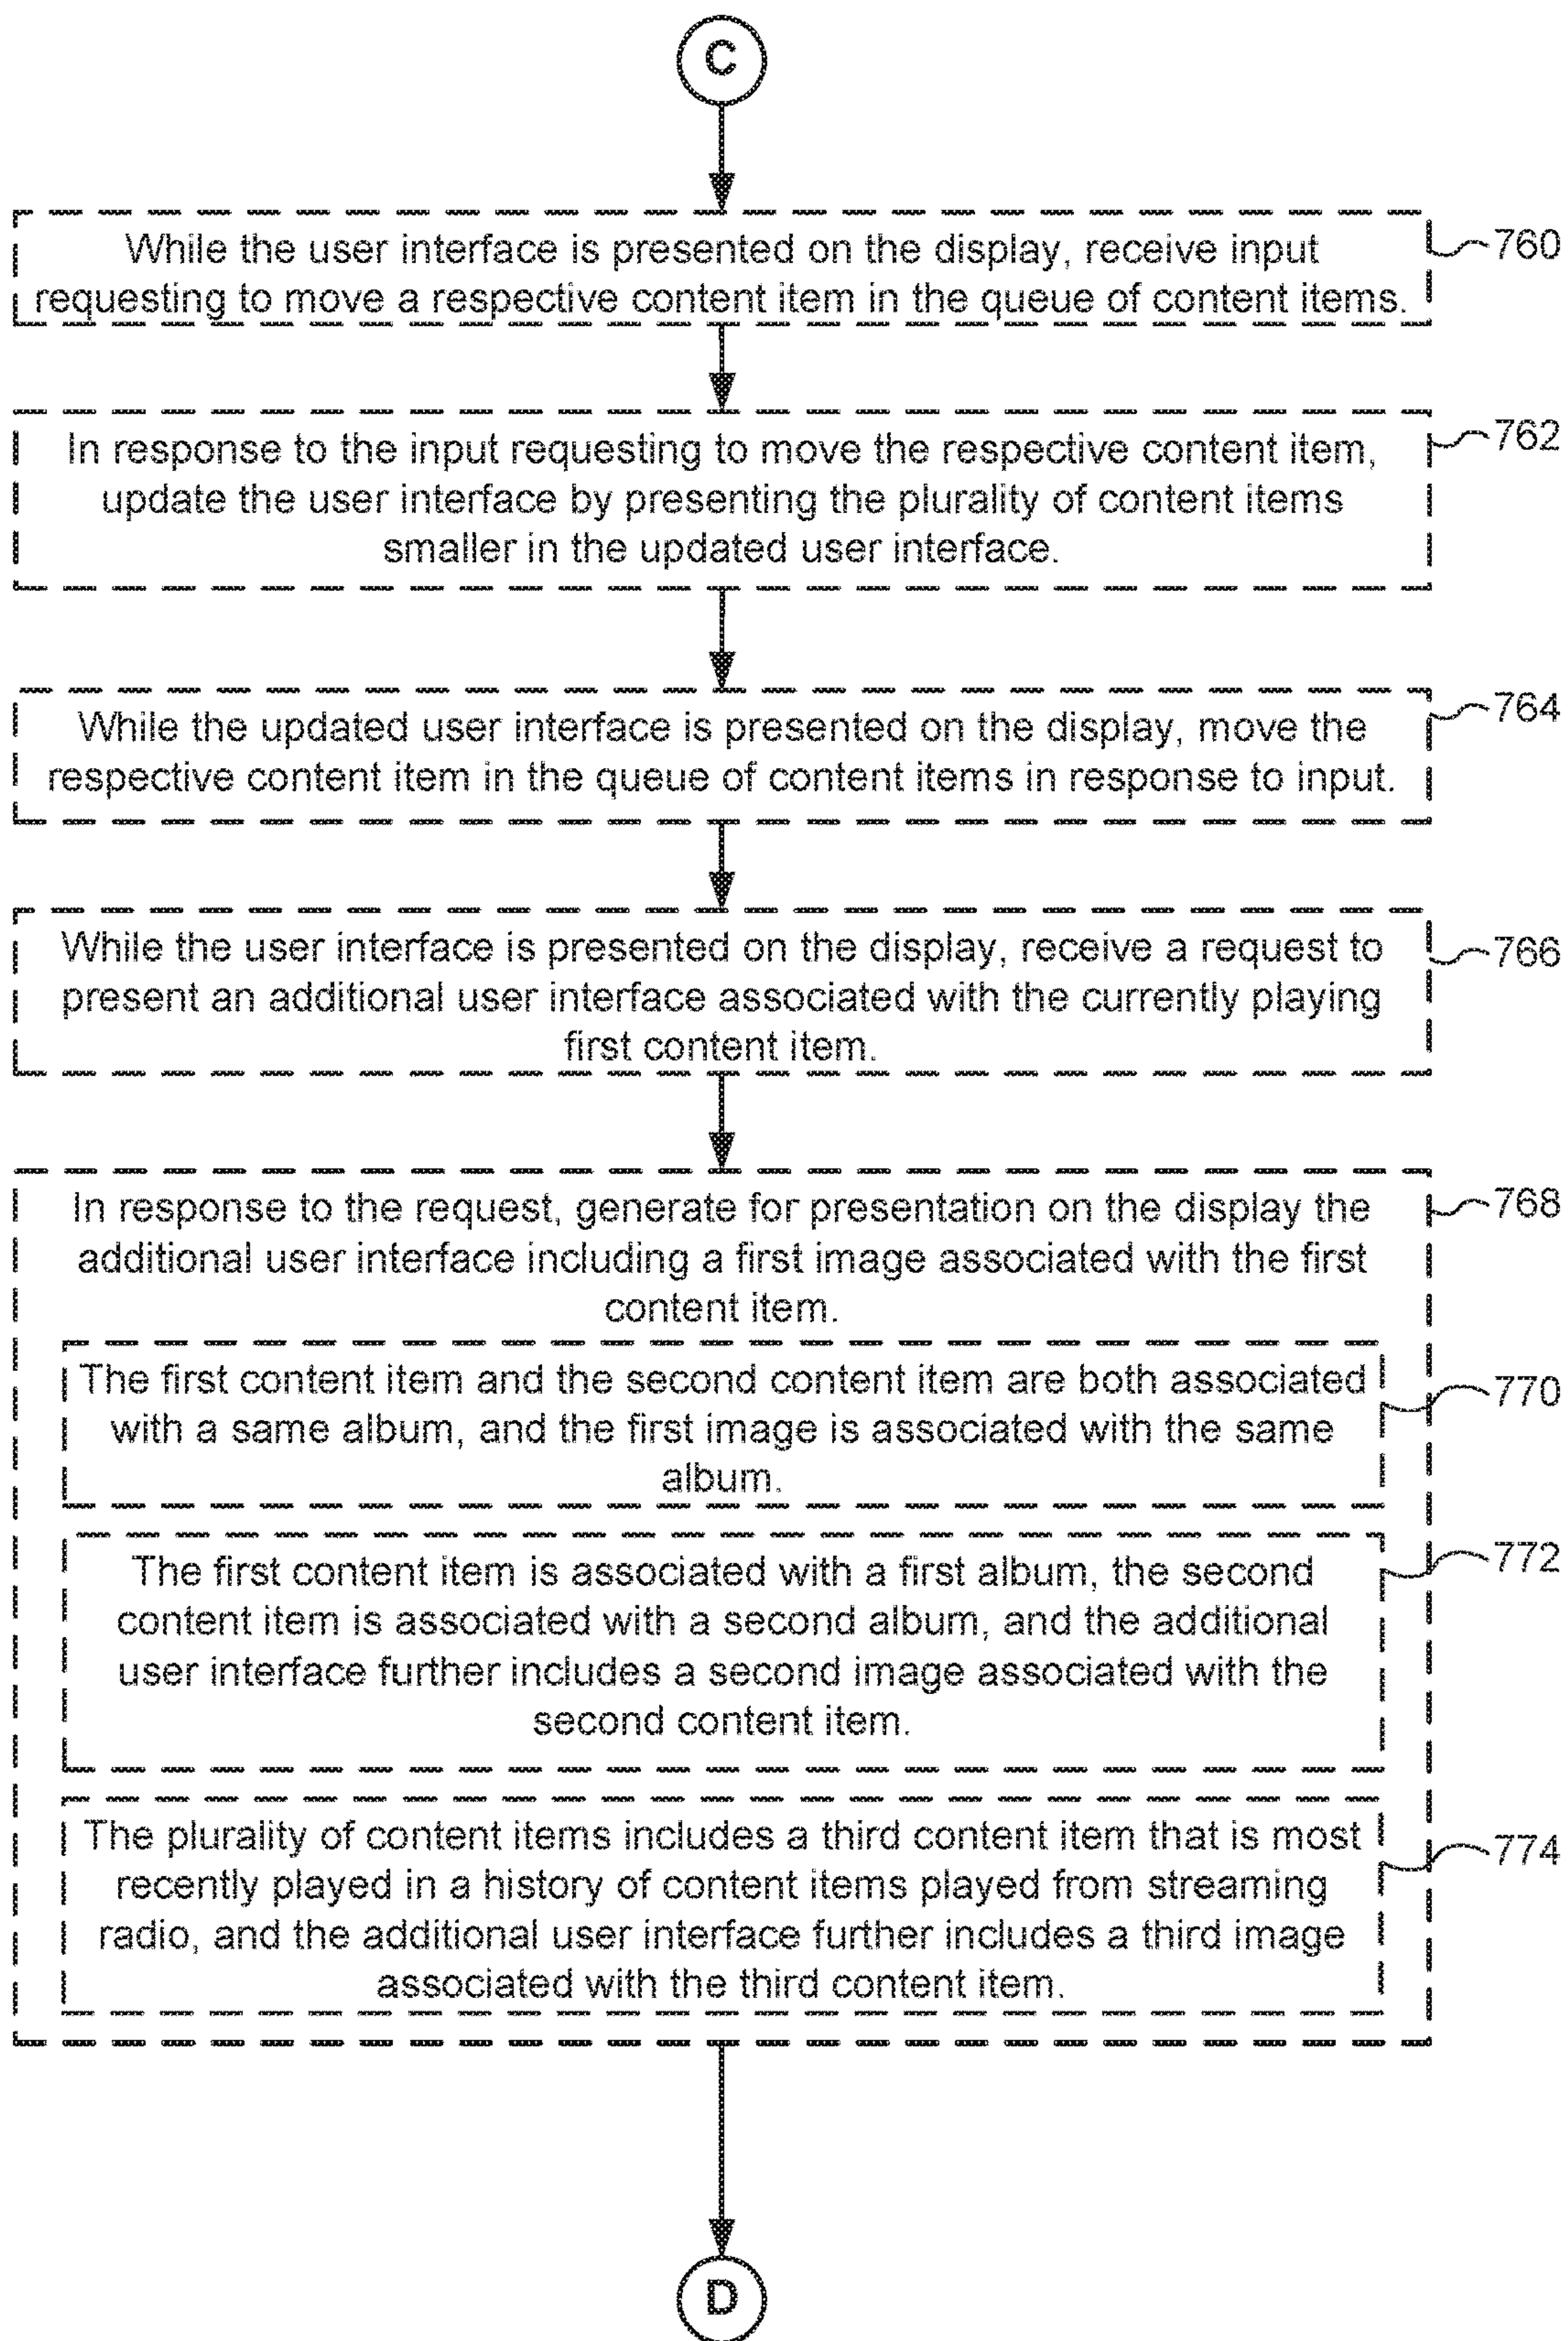 C
While the user interface is presented on the display, receive input
requesting to move a respective content item in the queue of content items.
760
In response to the input requesting to move the respective content item,
update the user interface by presenting the plurality of content items
smaller in the updated user interface.
762
While the updated user interface is presented on the display, move the
respective content item in the queue of content items in response to input.
764
While the user interface is presented on the display, receive a request to
present an additional user interface associated with the currently playing
first content item.
766
In response to the request, generate for presentation on the display the
additional user interface including a first image associated with the first
content item.
768
The first content item and the second content item are both associated
with a same album, and the first image is associated with the same
album.
770
The first content item is associated with a first album, the second
content item is associated with a second album, and the additional
user interface further includes a second image associated with the
second content item.
772
The plurality of content items includes a third content item that is most
recently played in a history of content items played from streaming
radio, and the additional user interface further includes a third image
associated with the third content item.
774
D